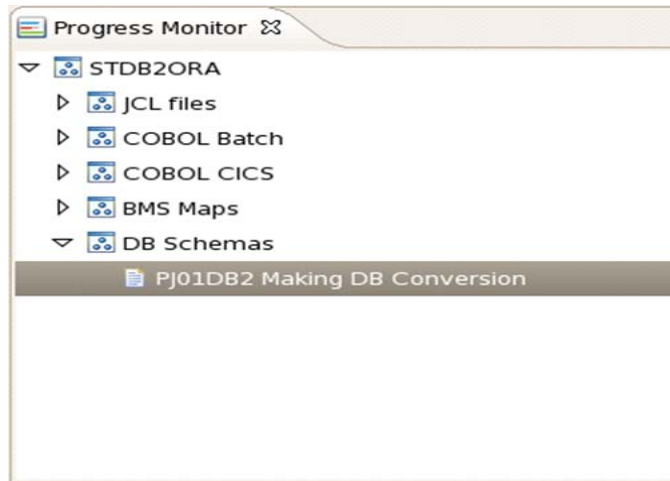 Progress Monitor
STDB2ORA
JCL files
COBOL Batch
COBOL CICS
BMS Maps
DB Schemas
PJ01DB2 Making DB Conversion